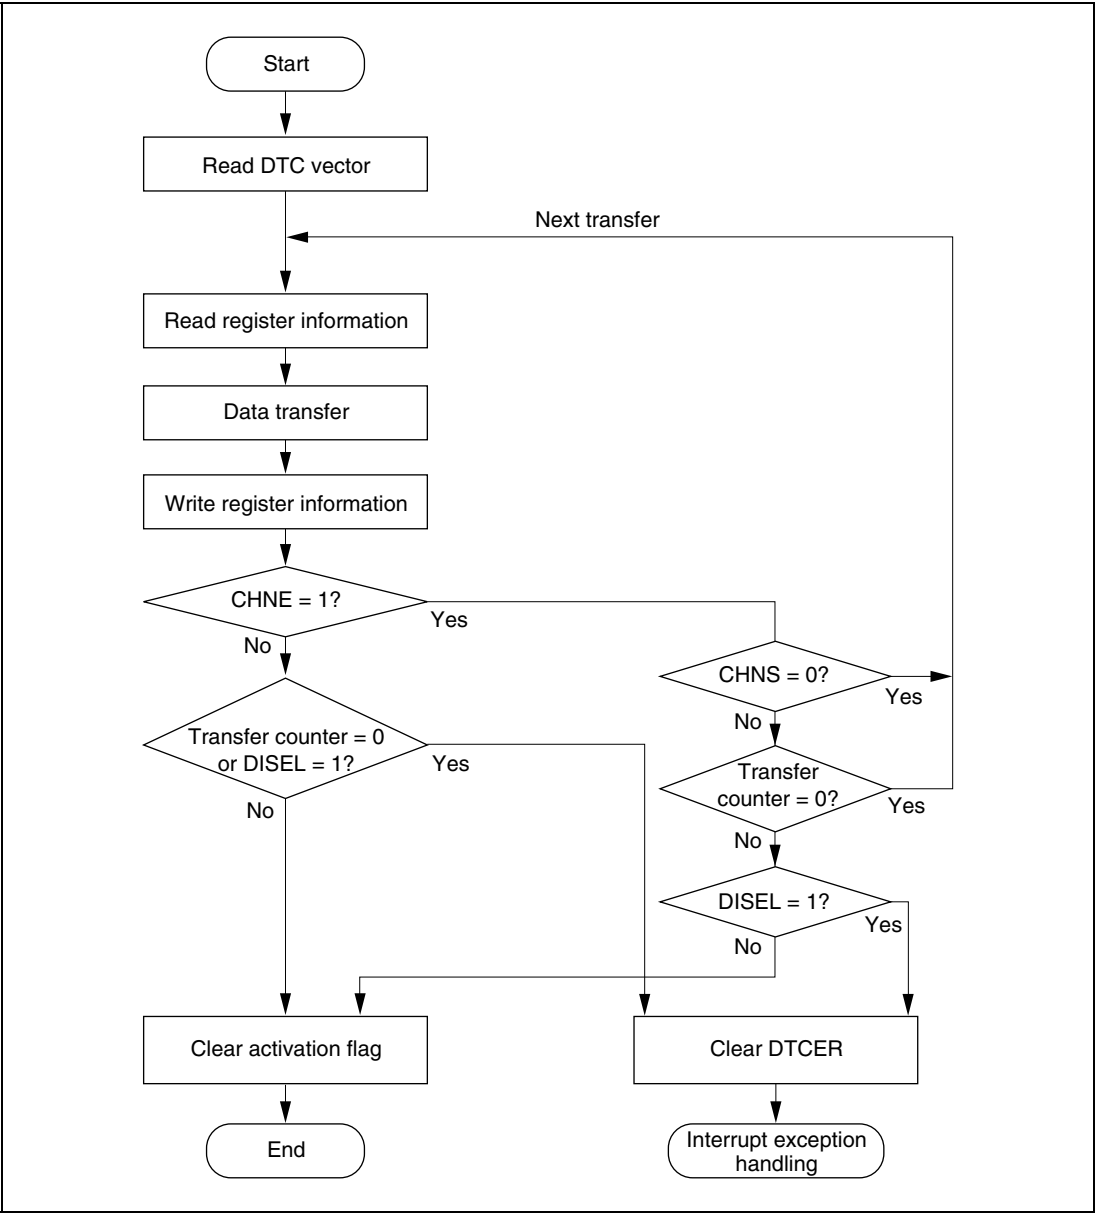 Start
Read DTC vector
Next transfer
Read register information
Data transfer
Write register information
CHNE = 1?
Yes
No
CHNS = 0?
Yes
No
Transfer counter = 0
or DISEL = 1?
Yes
No
Transfer
counter = 0?
Yes
No
DISEL = 1?
Yes
No
Clear activation flag
Clear DTCER
End
Interrupt exception
handling